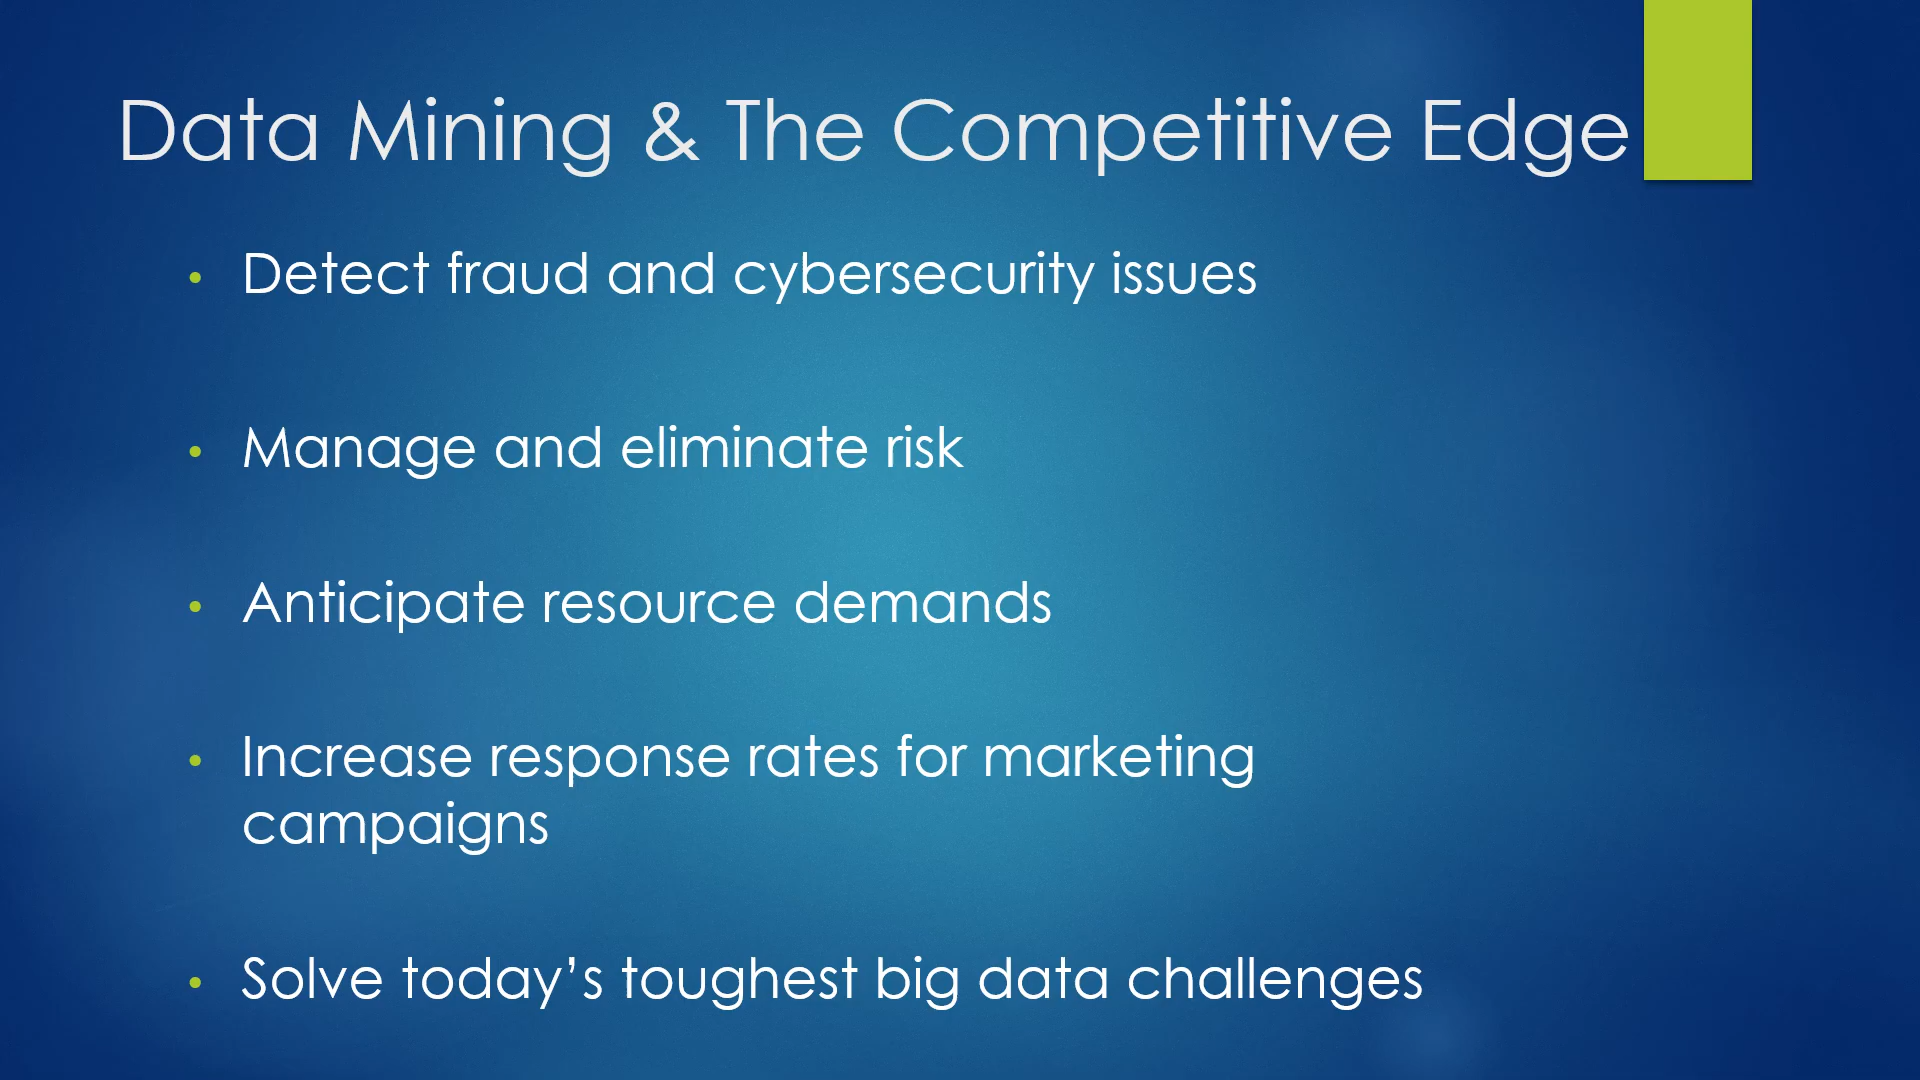 Data Mining & The Competitive Edge
• Detect fraud and cybersecurity issues
• Manage and eliminate risk
• Anticipate resource demands
• Increase response rates for marketing
campaigns
• Solve today’s toughest big data challenges